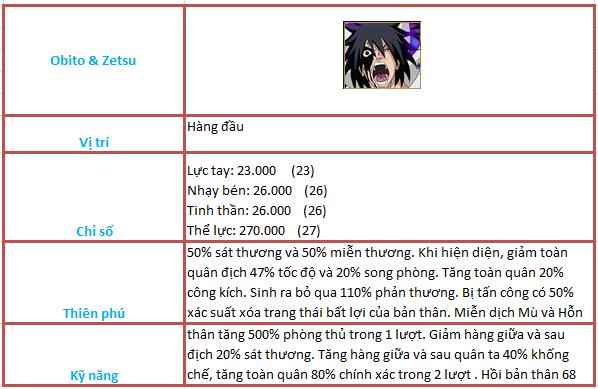 Obito & Zetsu
Vị trí
Hàng đầu
Chỉ số
Lực tay: 23.000 (23)
Nhạy bén: 26.000 (26)
Tinh thần: 26.000 (26)
Thể lực: 270.000 (27)
Thiên phú
50% sát thương và 50% miễn thương. Khi hiện diện, giảm toàn
quân địch 47% tốc độ và 20% song phòng. Tăng toàn quân 20%
công kích. Sinh ra bỏ qua 110% phản thương. Bị tấn công có 50%
xác suất xóa trang thái bất lợi của bản thân. Miễn dịch Mù và Hỗn
Kỹ năng
thân tăng 500% phòng thủ trong 1 lượt. Giảm hàng giữa và sau
địch 20% sát thương. Tăng hàng giữa và sau quân ta 40% khống
chế, tăng toàn quân 80% chính xác trong 2 lượt . Hồi bản thân 68